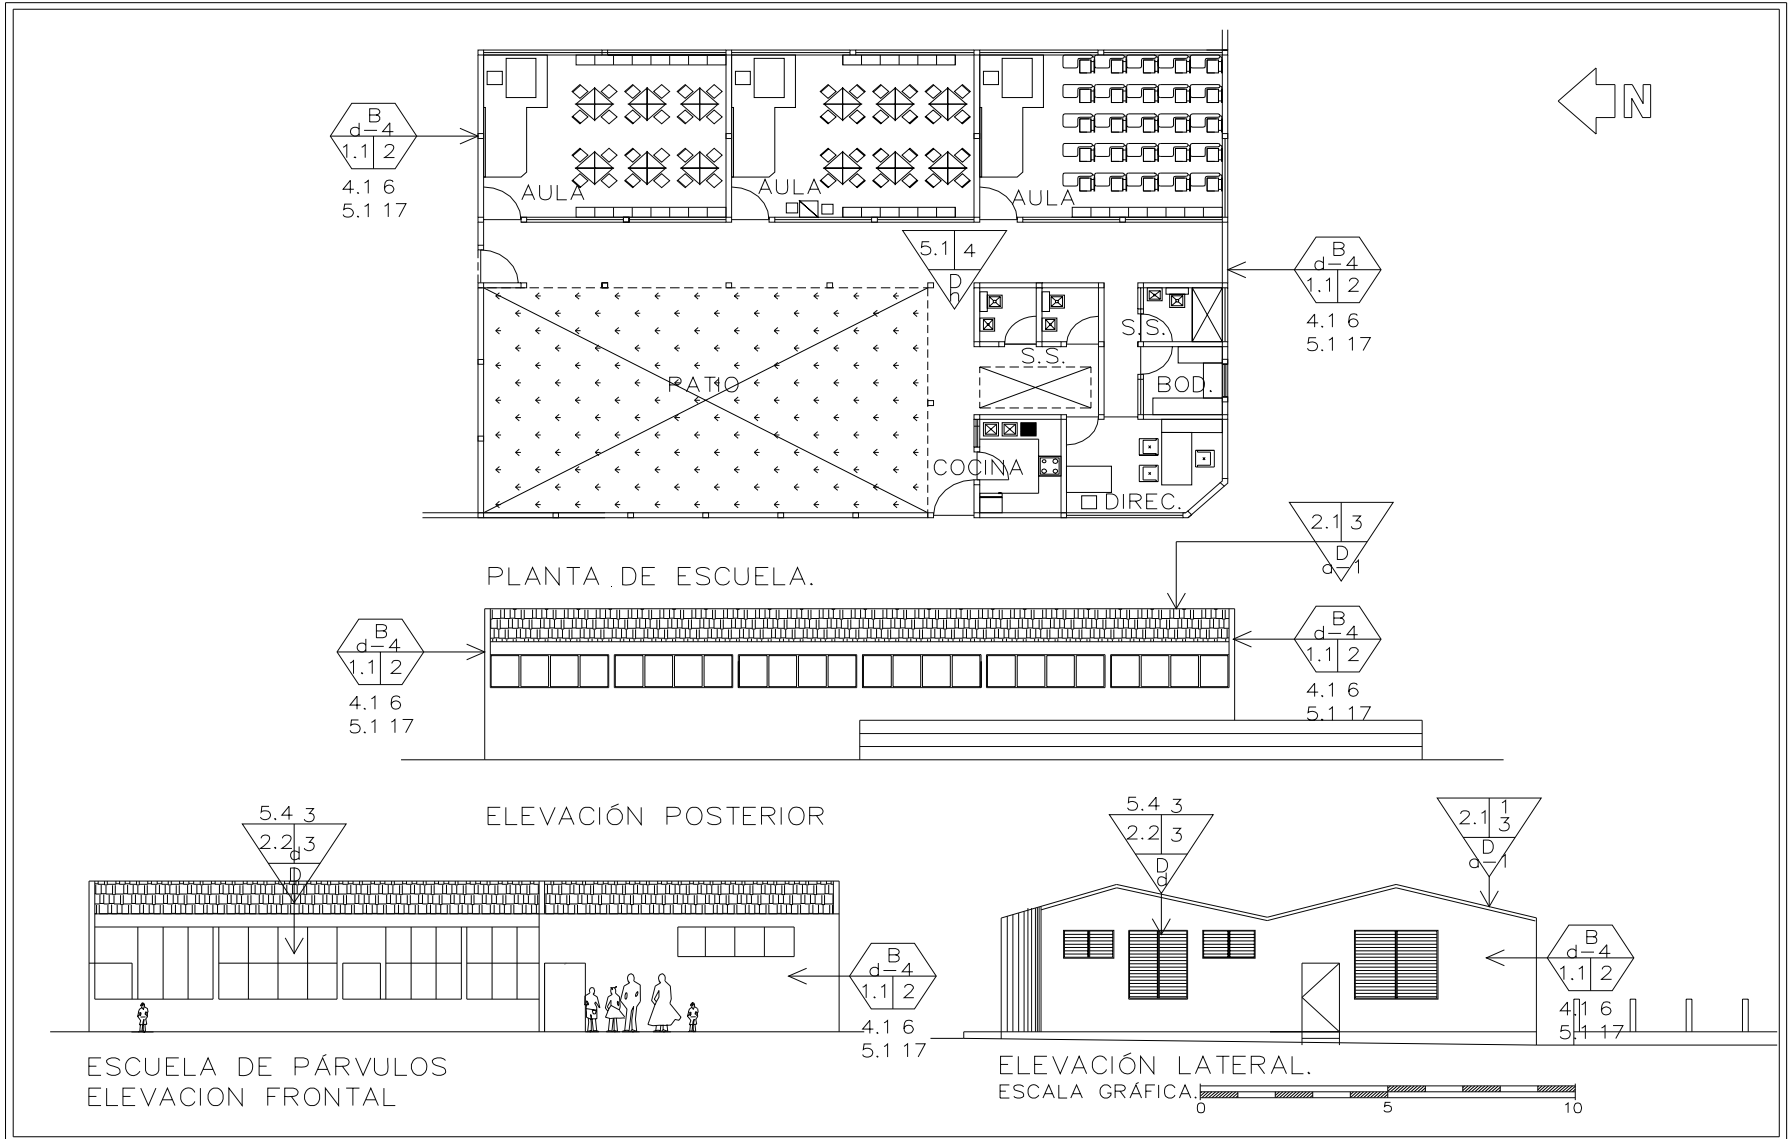 N
B
d-4
1.1 2
4.1 6
5.1 17
AULA
AULA
AULA
5.1 4
D
h
B
d-4
1.1 2
4.1 6
5.1 17
S.S.
S.S.
PATIO
BOD.
COCINA
DIREC.
PLANTA DE ESCUELA.
2.1 3
D
a-1
B
d-4
1.1 2
4.1 6
5.1 17
B
d-4
1.1 2
4.1 6
5.1 17
ELEVACIÓN POSTERIOR
5.4 3
2.2 3
d
D
B
d-4
1.1 2
4.1 6
5.1 17
ESCUELA DE PÁRVULOS
ELEVACION FRONTAL
5.4 3
2.2 3
D
d
1
2.1 3
D
a-1
B
d-4
1.1 2
4.1 6
5.1 17
ELEVACIÓN LATERAL.
ESCALA GRÁFICA.
0 5 10